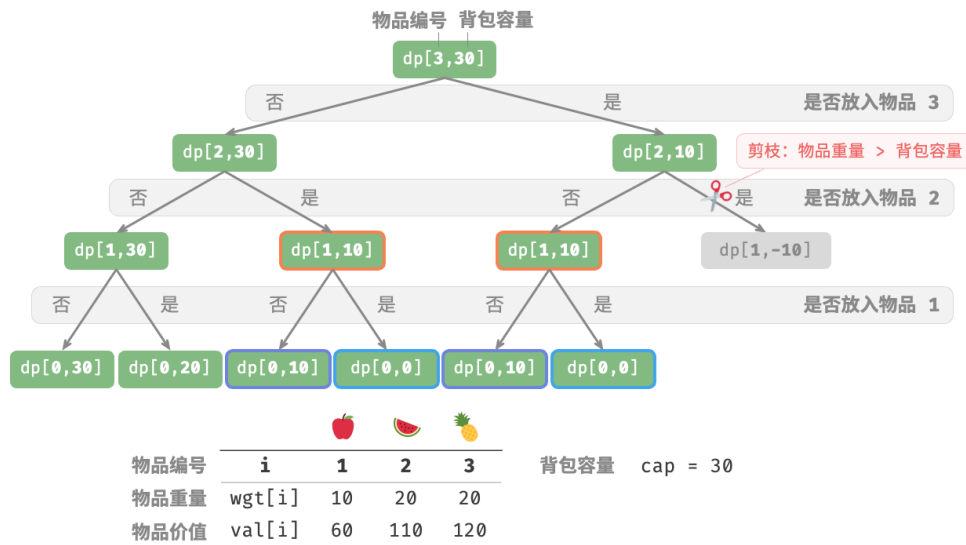 物品编号 背包容量
dp[3,30]
否 是 是否放入物品 3
dp[2,30] dp[2,10] 剪枝：物品重量 > 背包容量
否 是 否 是 是否放入物品 2
dp[1,30] dp[1,10] dp[1,10] dp[1,-10]
否 是 否 是 否 是 是否放入物品 1
dp[0,30] dp[0,20] dp[0,10] dp[0,0] dp[0,10] dp[0,0]
物品编号 i 1 2 3 背包容量 cap = 30
物品重量 wgt[i] 10 20 20
物品价值 val[i] 60 110 120